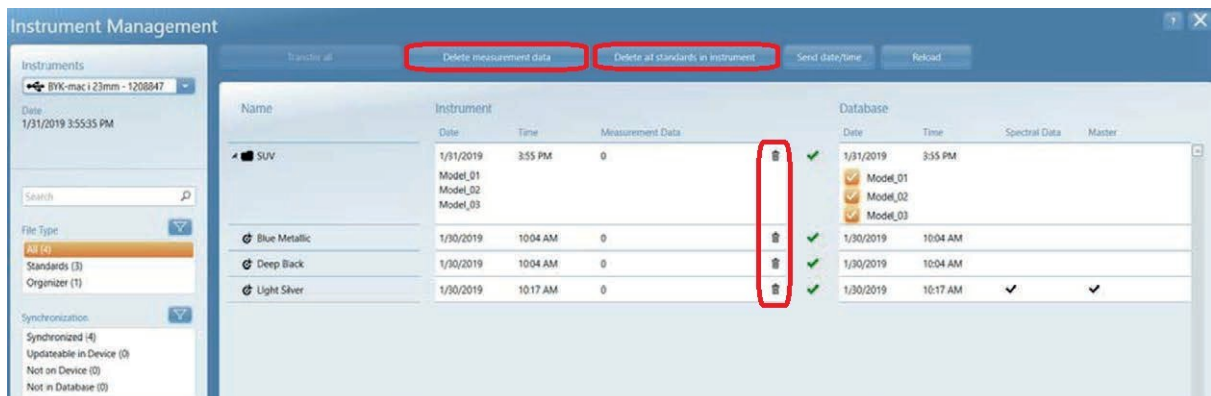 Instrument Management
?
Instruments
BYK-mac i 23mm - 1208847
Date
1/31/2019 3:55:35 PM
Search
File Type
All (4)
Standards (3)
Organizer (1)
Synchronization
Synchronized (4)
Updateable in Device (0)
Not on Device (0)
Not in Database (0)
Transfer all Delete measurement data Delete all standards in instrument Send date/time Reload
Name Instrument Database
Date Time Measurement Data Date Time Spectral Data Master
SUV 1/31/2019 3:55 PM 0 1/31/2019 3:55 PM
Model_01 Model_01
Model_02 Model_02
Model_03 Model_03
Blue Metallic 1/30/2019 10:04 AM 0 1/30/2019 10:04 AM
Deep Back 1/30/2019 10:04 AM 0 1/30/2019 10:04 AM
Light Silver 1/30/2019 10:17 AM 0 1/30/2019 10:17 AM